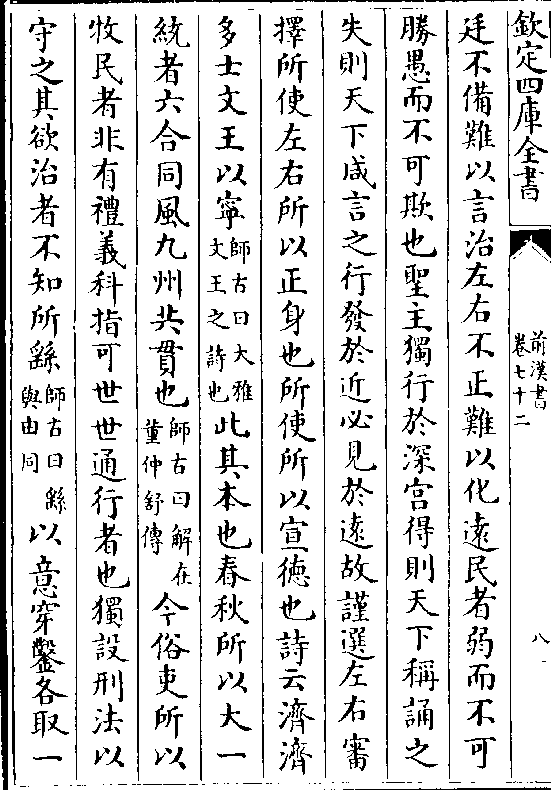 欽定四庫全書
前漢書
卷七十二
八
廷不備難以言治左右不正難以化遠民者弱而不可
勝愚而不可欺也聖主獨行於深宫得則天下稱誦之
失則天下咸言之行發於近必見於遠故謹選左右審
擇所使左右所以正身也所使所以宣德也詩云濟濟
多士文王以寧師古曰大雅文王之詩也此其本也春秋所以大一
統者六合同風九州共貫也師古曰解在董仲舒傳今俗吏所以
牧民者非有禮義科指可世世通行者也獨設刑法以
守之其欲治者不知所繇師古曰繇與由同以意穿鑿各取一